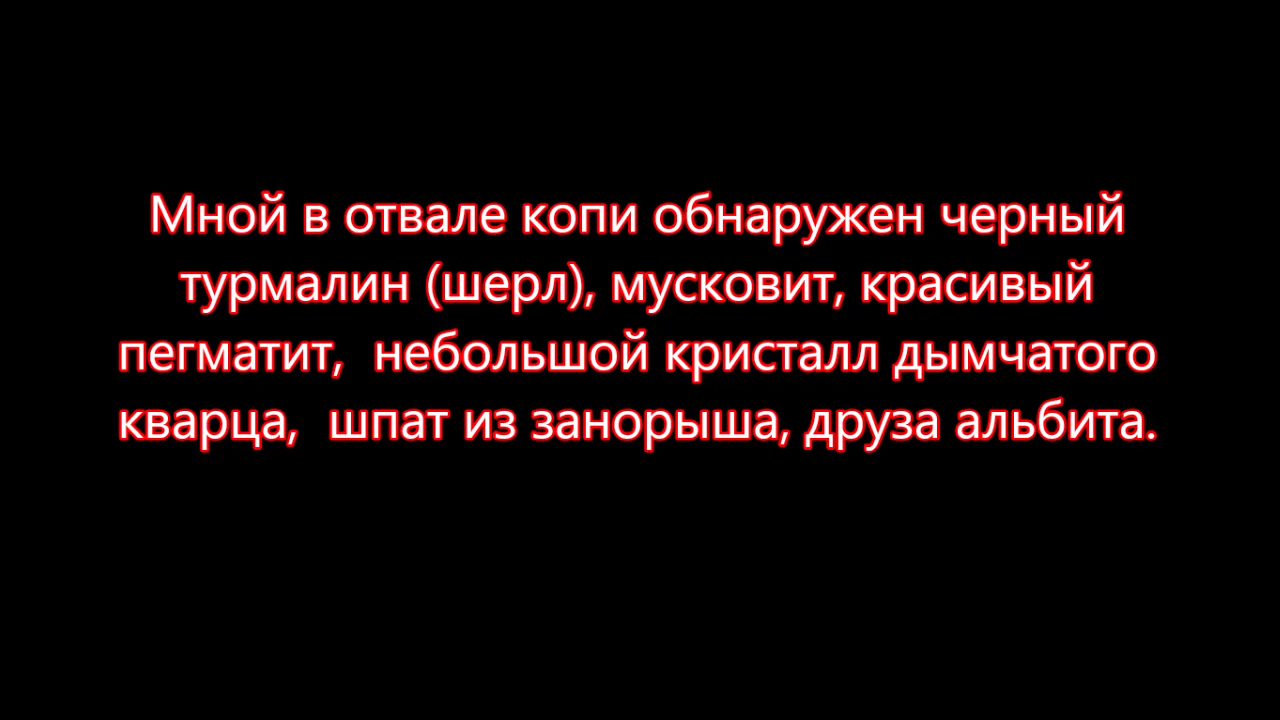 Мной в отвале копи обнаружен черный
турмалин (шерл), мусковит, красивый
пегматит,  небольшой кристалл дымчатого
кварца,  шпат из занорыша, друза альбита.